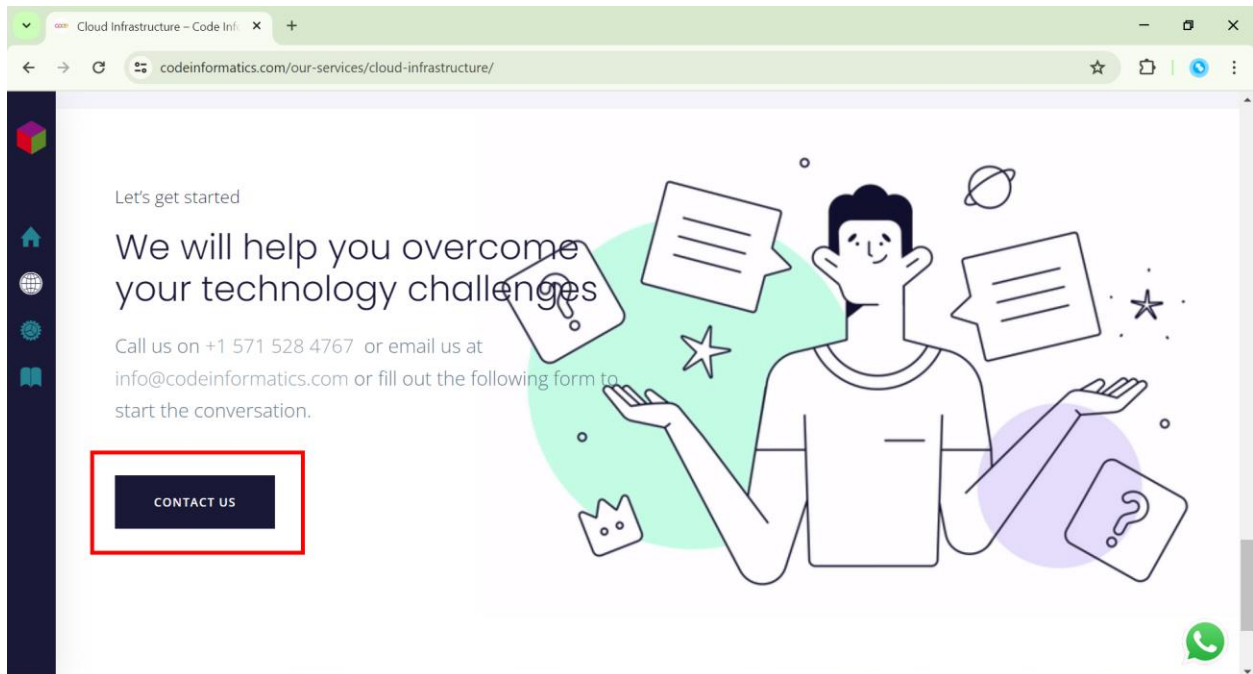 Cloud Infrastructure – Code Inf
codeinformatics.com/our-services/cloud-infrastructure/
Let's get started
We will help you overcome
your technology challenges
Call us on +1 571 528 4767 or email us at
info@codeinformatics.com or fill out the following form to
start the conversation.
CONTACT US